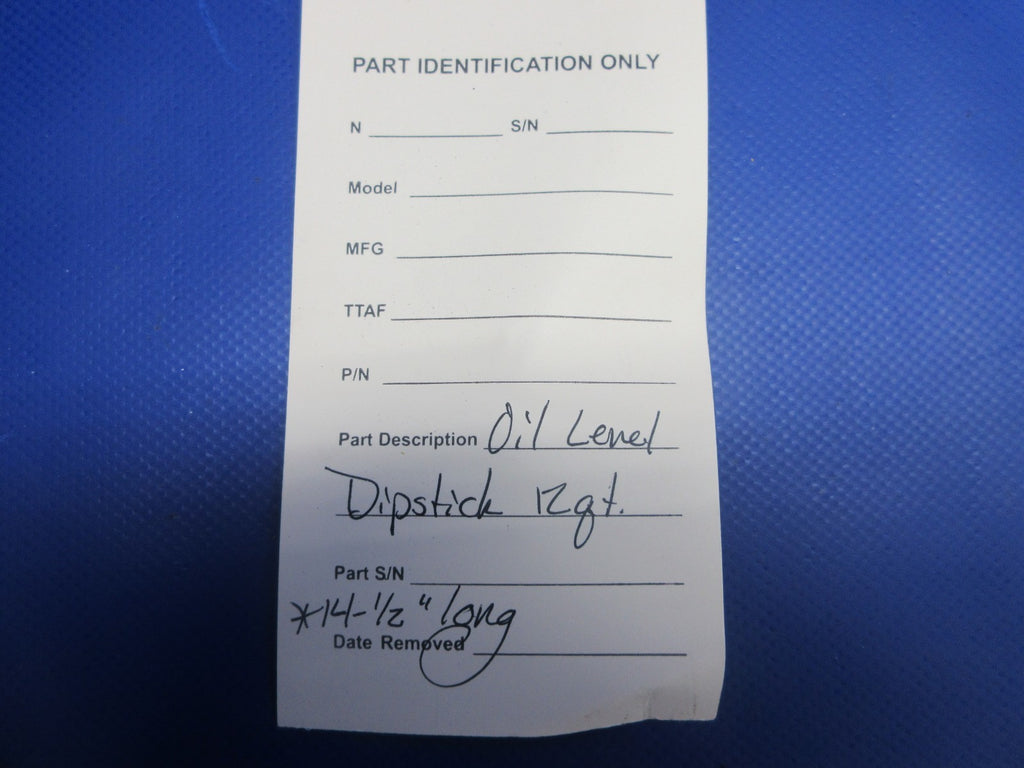 PART IDENTIFICATION ONLY
N S/N
Model
MFG
TTAF
P/N
Part Description Oil Level
Dipstick 12qt.
Part S/N
*14-1/2" long
Date Removed